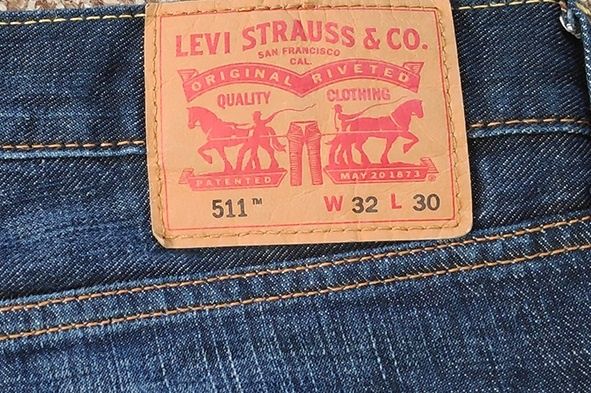 LEVI STRAUSS & CO.
SAN FRANCISCO
CAL.
ORIGINAL RIVETED
QUALITY CLOTHING
PATENTED MAY 20 1873
511™ W 32 L 30